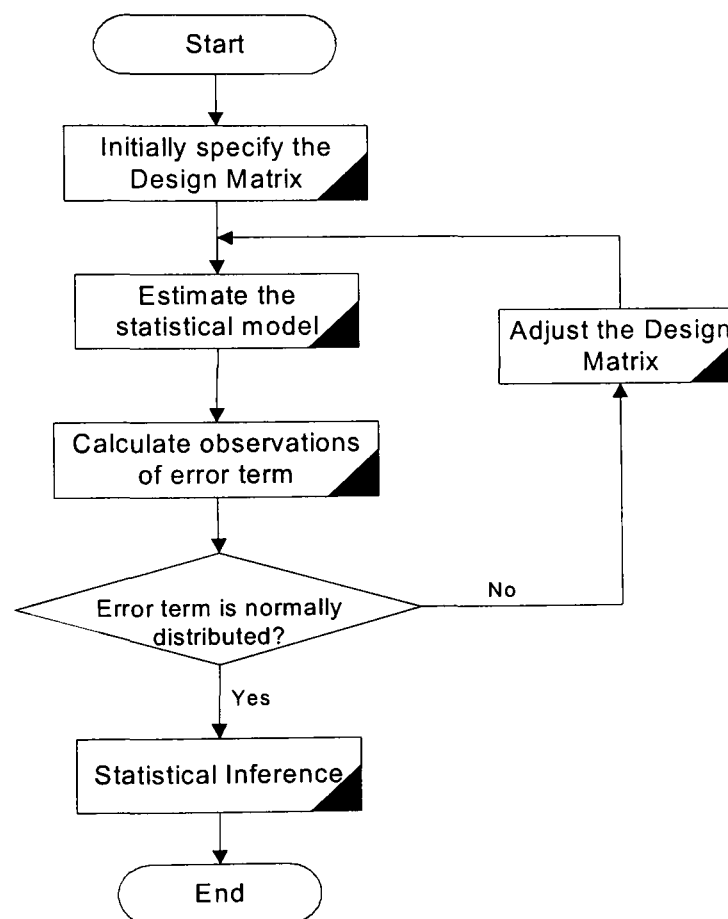 Start
Initially specify the
Design Matrix
Estimate the
statistical model
Adjust the Design
Matrix
Calculate observations
of error term
No
Error term is normally
distributed?
Yes
Statistical Inference
End